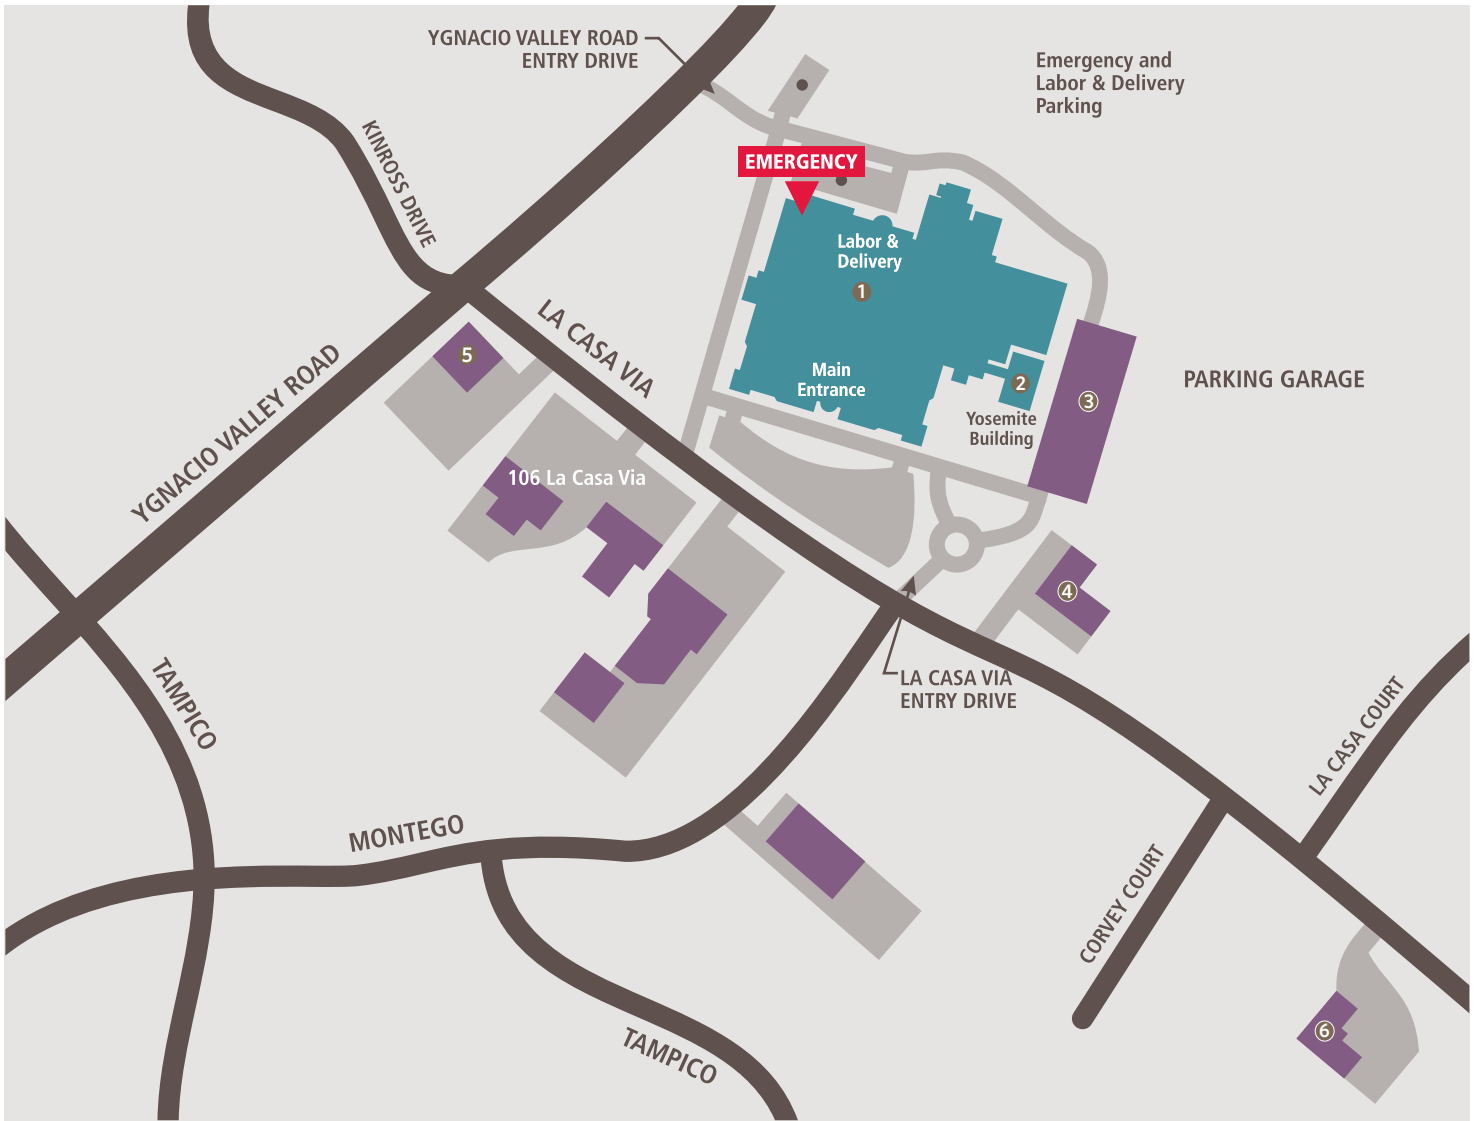 YGNACIO VALLEY ROAD
ENTRY DRIVE
Emergency and
Labor & Delivery
Parking
KINROSS DRIVE
EMERGENCY
Labor &
Delivery
1
LA CASA VIA
5
YGNACIO VALLEY ROAD
Main
Entrance
2
3
PARKING GARAGE
Yosemite
Building
106 La Casa Via
4
TAMPICO
LA CASA VIA
ENTRY DRIVE
LA CASA COURT
MONTEGO
CORVEY COURT
TAMPICO
6